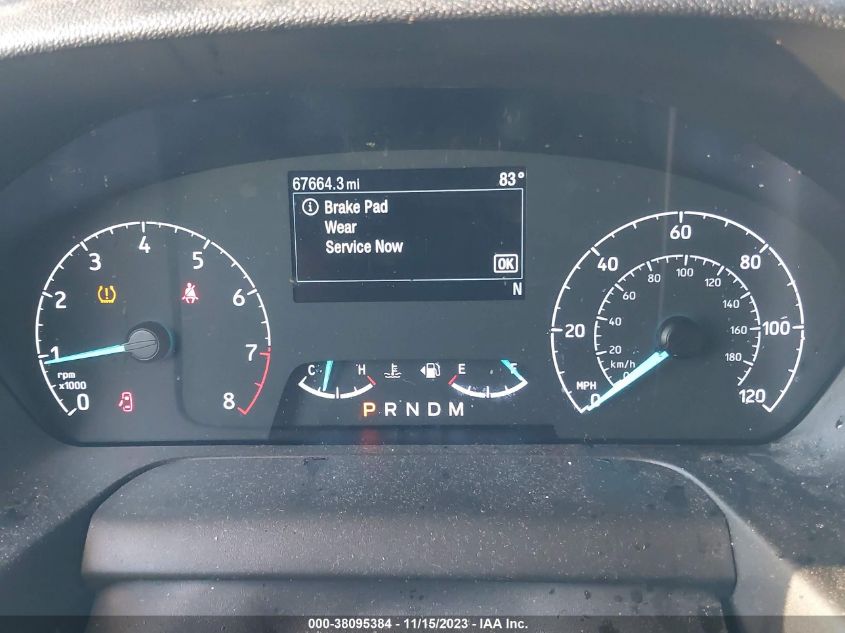 67664.3 mi 83°
Brake Pad
Wear
Service Now
OK
N
0 1 2 3 4 5 6 7 8
rpm
x1000
C H E F
P R N D M
0 20 40 60 80 100 120
MPH
0 20 40 60 80 100 120 140 160 180
km/h
000-38095384 - 11/15/2023 - IAA Inc.